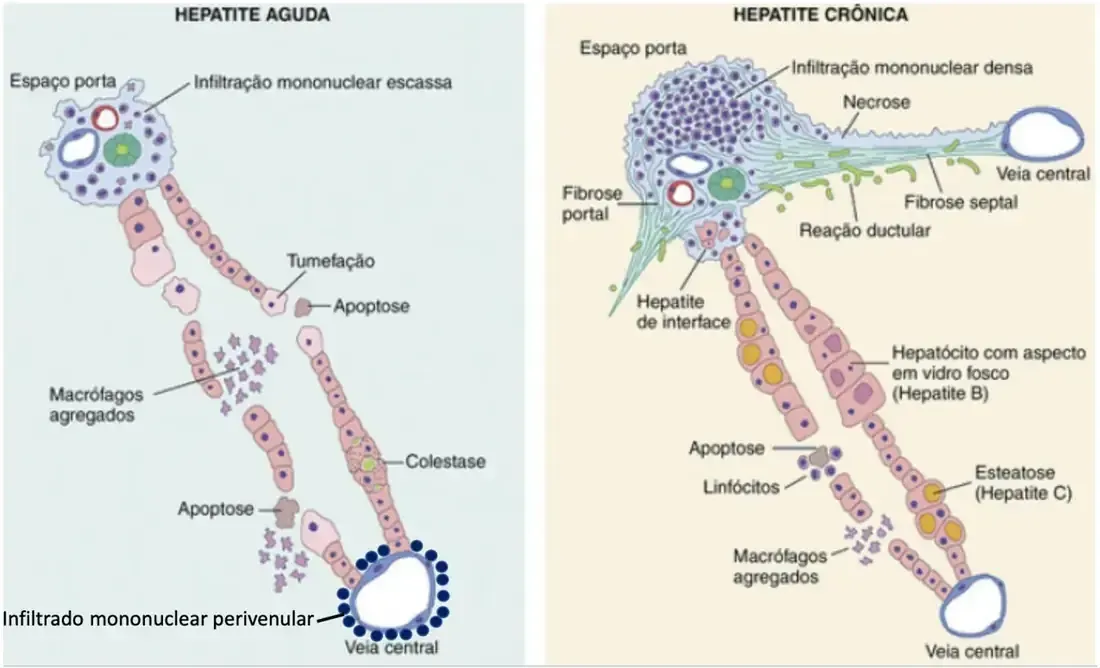 HEPATITE AGUDA
Espaço porta
Infiltração mononuclear escassa
Tumefação
Apoptose
Macrófagos
agregados
Colestase
Apoptose
Infiltrado mononuclear perivenular
Veia central
HEPATITE CRÔNICA
Espaço porta
Infiltração mononuclear densa
Necrose
Veia central
Fibrose
portal
Fibrose septal
Reação ductular
Hepatite
de interface
Hepatócito com aspecto
em vidro fosco
(Hepatite B)
Apoptose
Linfócitos
Esteatose
(Hepatite C)
Macrófagos
agregados
Veia central